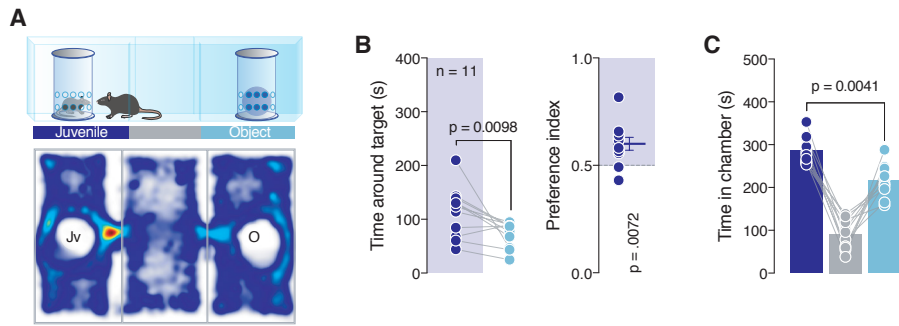 A
Juvenile
Object
Jv
O
B
Time around target (s)
400
300
200
100
0
n = 11
p = 0.0098
Preference index
1.0
0.5
0.0
p = .0072
C
Time in chamber (s)
500
400
300
200
100
0
p = 0.0041